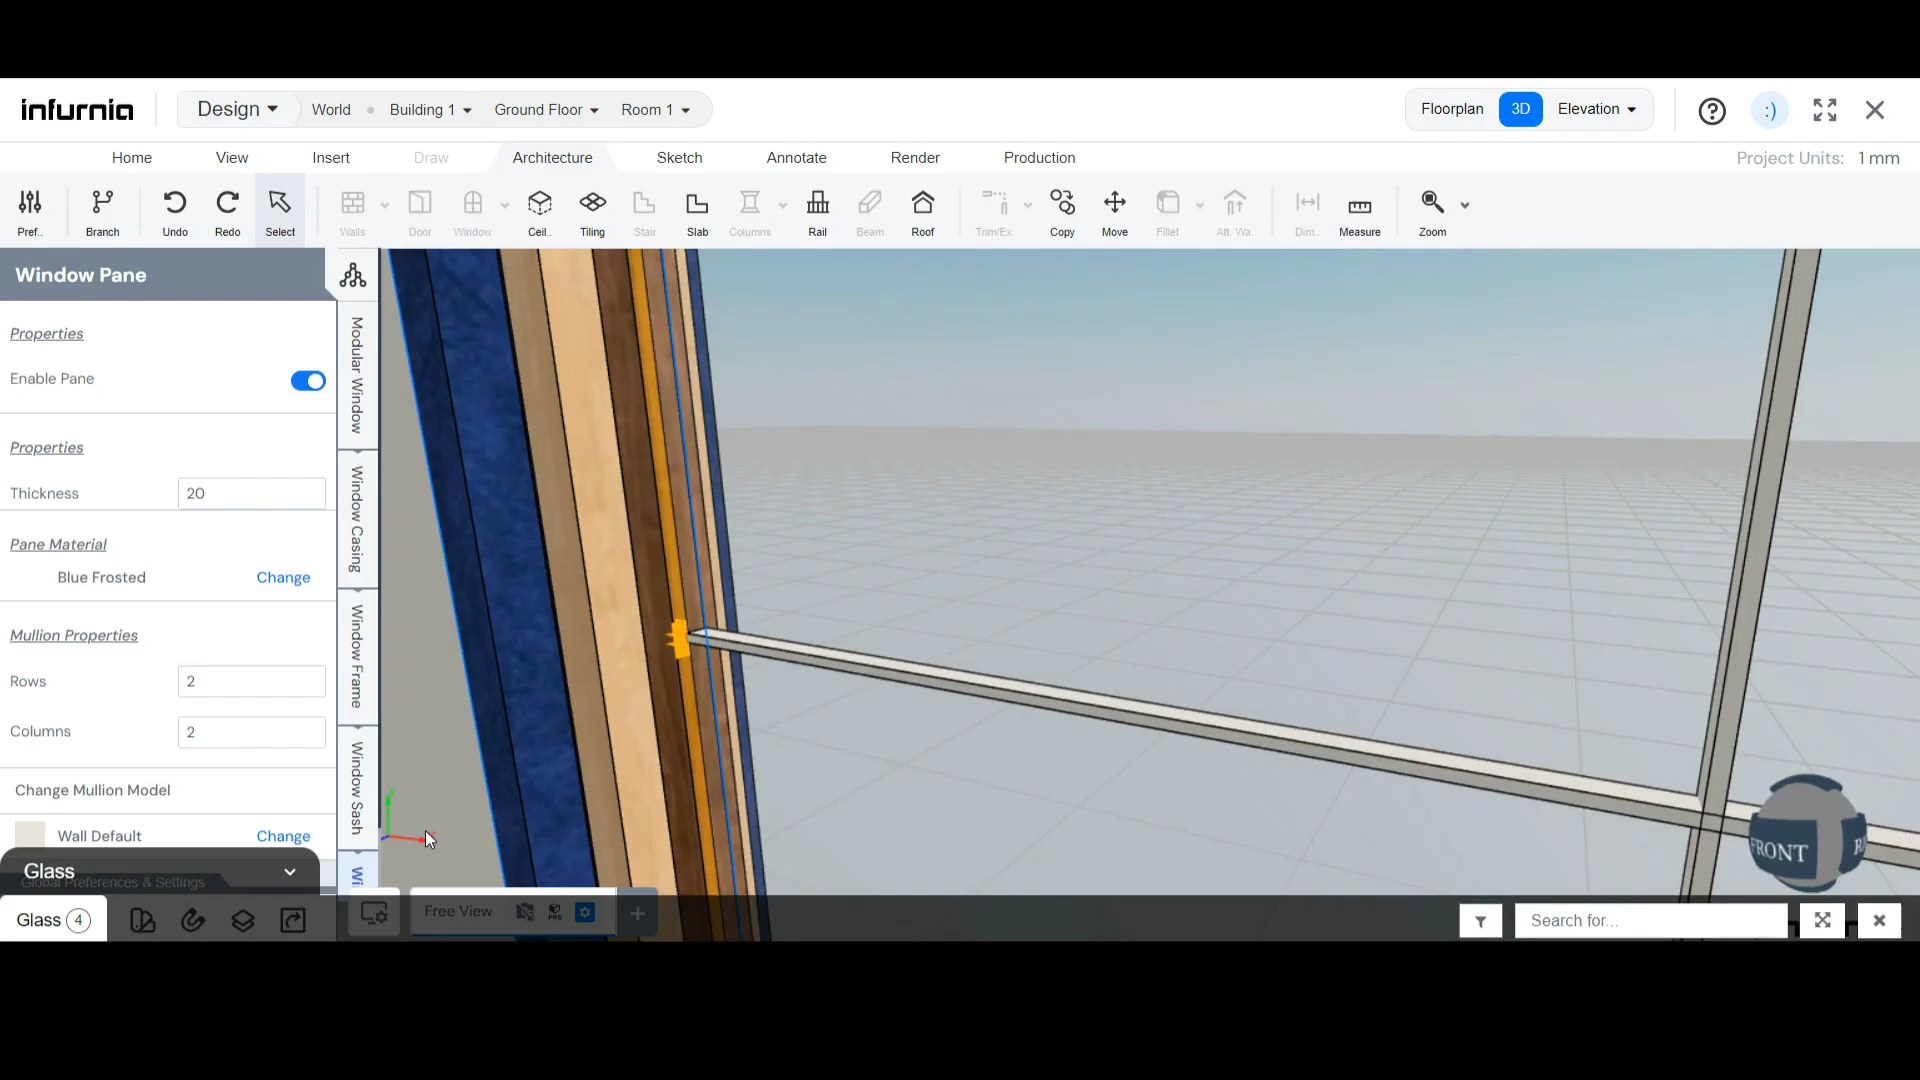 infurnia
Design
World
Building 1
Ground Floor
Room 1
Floorplan
3D
Elevation
Home
View
Insert
Draw
Architecture
Sketch
Annotate
Render
Production
Project Units: 1 mm
Pref..
Branch
Undo
Redo
Select
Walls
Door
Window
Ceil..
Tiling
Stair
Slab
Columns
Rail
Beam
Roof
Trim/Ex.
Copy
Move
Fillet
Att. Wa.
Dim..
Measure
Zoom
Window Pane
Properties
Enable Pane
Properties
Thickness 20
Pane Material
Blue Frosted Change
Mullion Properties
Rows 2
Columns 2
Change Mullion Model
Wall Default Change
Glass
Global Preferences & Settings
Glass 4
Modular Window
Window Casing
Window Frame
Window Sash
Wi
Free View
PNG
Search for...
FRONT
RI
Y